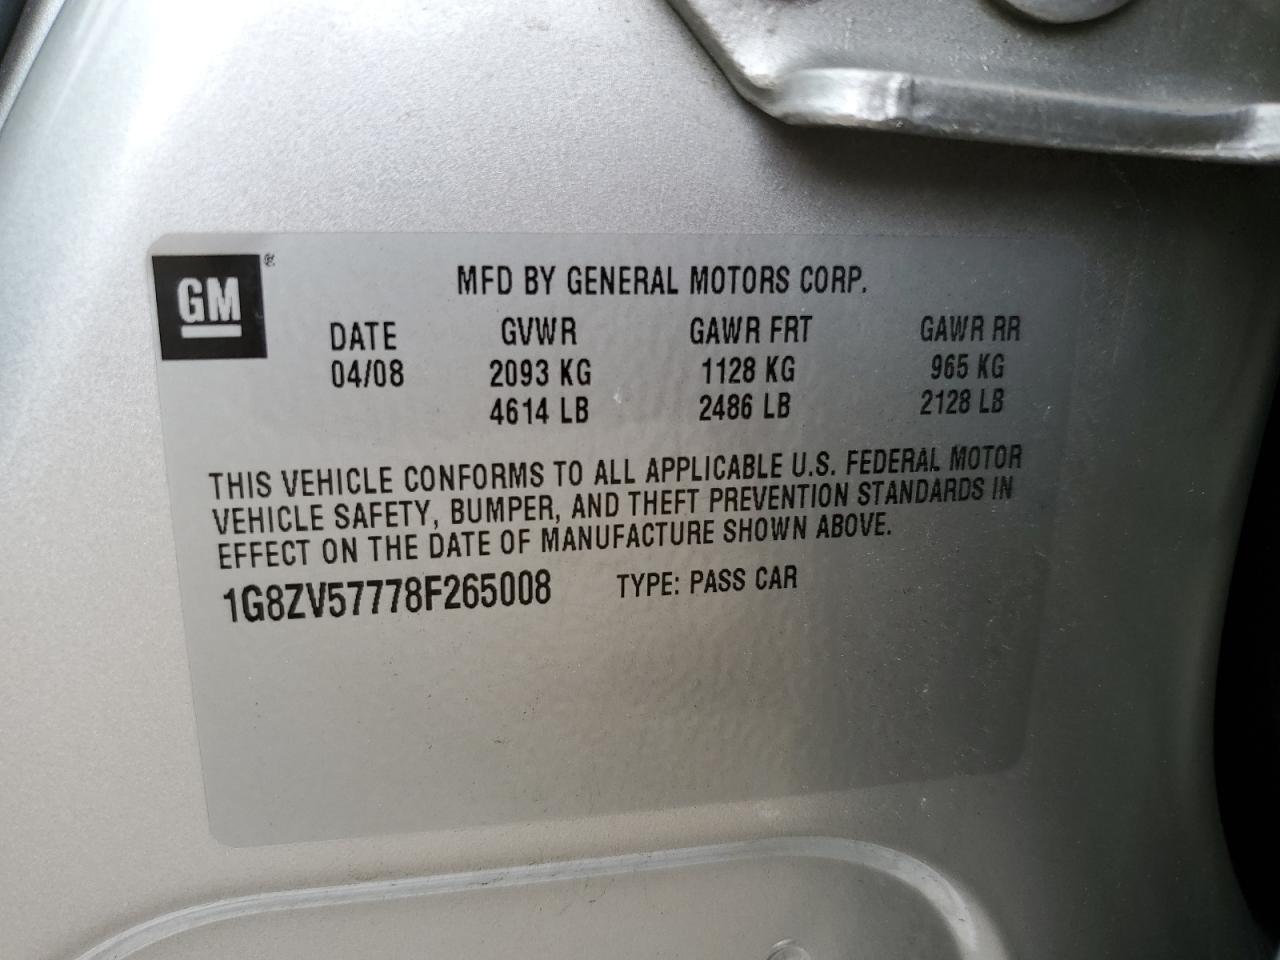 GM®
MFD BY GENERAL MOTORS CORP.
DATE GVWR GAWR FRT GAWR RR
04/08 2093 KG 1128 KG 965 KG
4614 LB 2486 LB 2128 LB
THIS VEHICLE CONFORMS TO ALL APPLICABLE U.S. FEDERAL MOTOR
VEHICLE SAFETY, BUMPER, AND THEFT PREVENTION STANDARDS IN
EFFECT ON THE DATE OF MANUFACTURE SHOWN ABOVE.
1G8ZV57778F265008 TYPE: PASS CAR